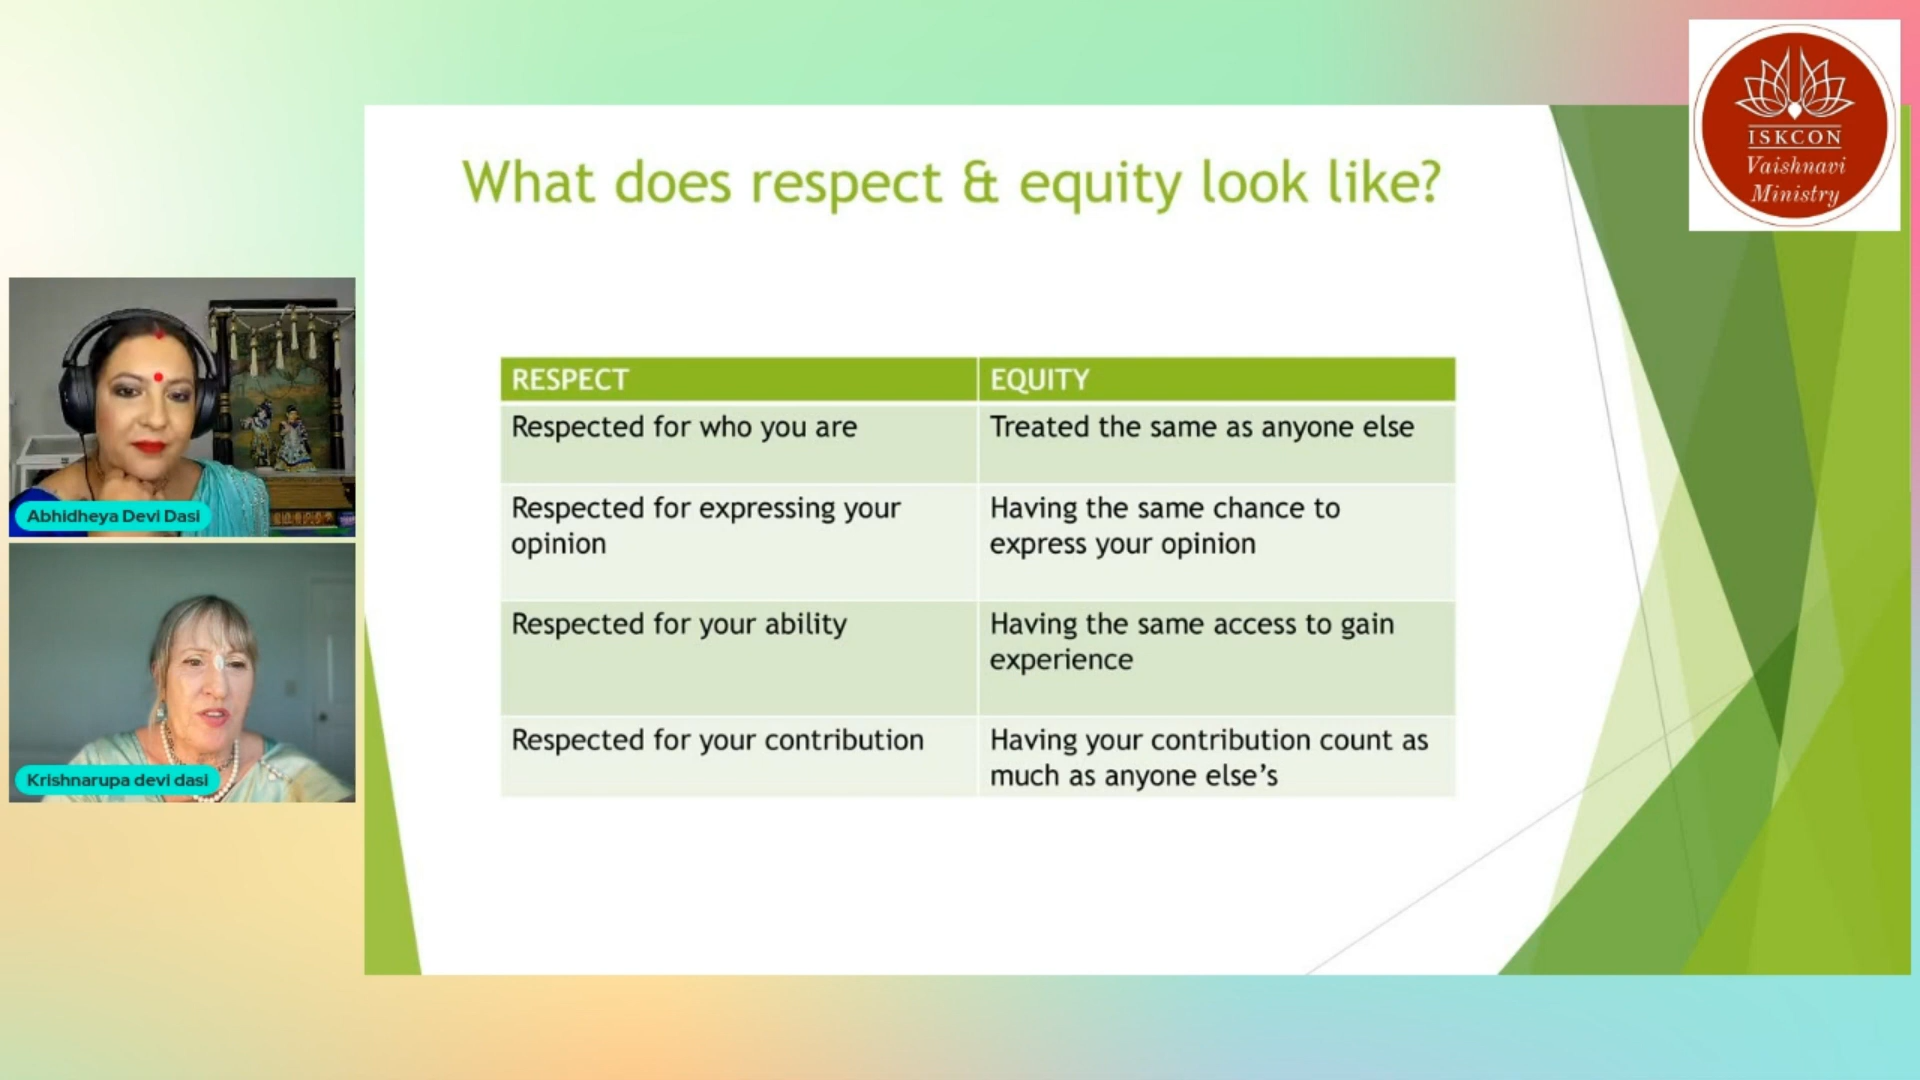 ISKCON
Vaishnavi
Ministry
What does respect & equity look like?
RESPECT
EQUITY
Respected for who you are
Treated the same as anyone else
Respected for expressing your
opinion
Having the same chance to
express your opinion
Respected for your ability
Having the same access to gain
experience
Respected for your contribution
Having your contribution count as
much as anyone else’s
Abhidheya Devi Dasi
Krishnarupa devi dasi